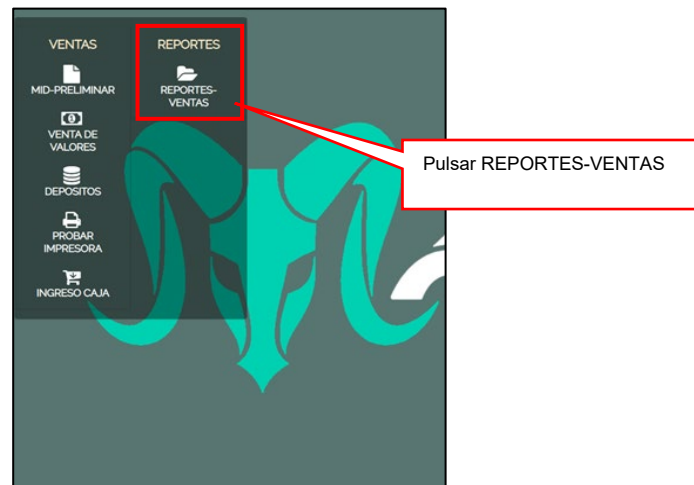 VENTAS
MID-PRELIMINAR
VENTA DE
VALORES
DEPOSITOS
PROBAR
IMPRESORA
INGRESO CAJA
REPORTES
REPORTES-
VENTAS
Pulsar REPORTES-VENTAS